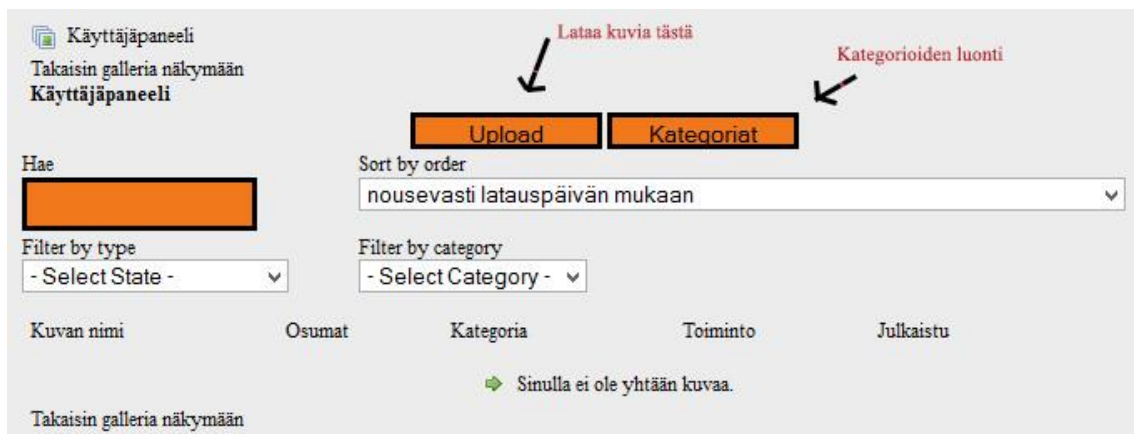 Käyttäjäpaneeli
Lataa kuvia tästä
Takaisin galleria näkymään
Kategorioiden luonti
Käyttäjäpaneeli
Upload Kategoriat
Hae Sort by order
nousevasti latauspäivän mukaan
Filter by type Filter by category
- Select State - - Select Category -
Kuvan nimi Osumat Kategoria Toiminto Julkaistu
Sinulla ei ole yhtään kuvaa.
Takaisin galleria näkymään